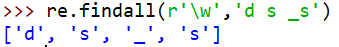 >>> re.findall(r'\w','d s _s')
['d', 's', '_', 's']